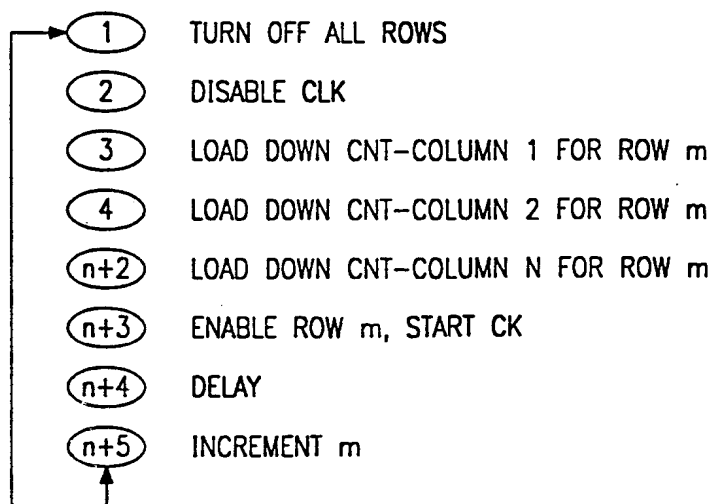 1 TURN OFF ALL ROWS
2 DISABLE CLK
3 LOAD DOWN CNT-COLUMN 1 FOR ROW m
4 LOAD DOWN CNT-COLUMN 2 FOR ROW m
n+2 LOAD DOWN CNT-COLUMN N FOR ROW m
n+3 ENABLE ROW m, START CK
n+4 DELAY
n+5 INCREMENT m